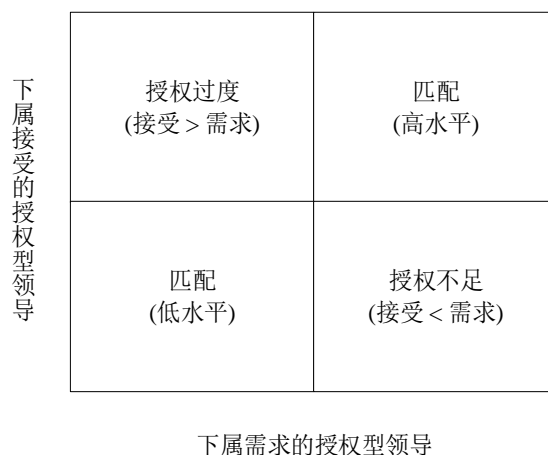 下属接受的授权型领导
授权过度
(接受 > 需求)
匹配
(高水平)
匹配
(低水平)
授权不足
(接受 < 需求)
下属需求的授权型领导